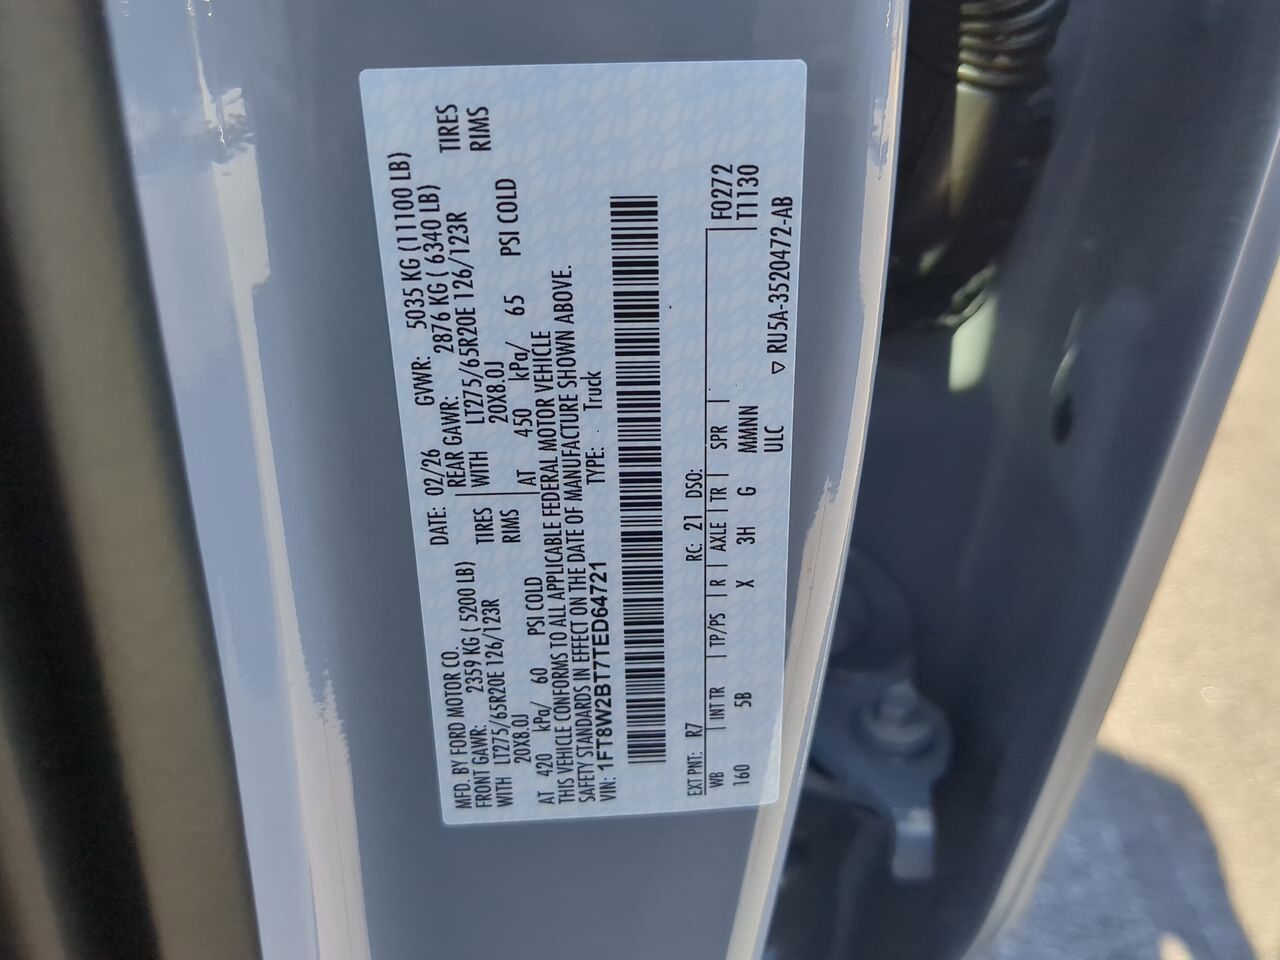 MFD. BY FORD MOTOR CO.
DATE: 02/26 GVWR: 5035 KG (11100 LB)
FRONT GAWR: 2359 KG ( 5200 LB)
REAR GAWR: 2876 KG ( 6340 LB)
WITH LT275/65R20E 126/123R TIRES
WITH LT275/65R20E 126/123R TIRES
20X8.0J RIMS
20X8.0J RIMS
AT 420 kPa/ 60 PSI COLD
AT 450 kPa/ 65 PSI COLD
THIS VEHICLE CONFORMS TO ALL APPLICABLE FEDERAL MOTOR VEHICLE
SAFETY STANDARDS IN EFFECT ON THE DATE OF MANUFACTURE SHOWN ABOVE.
VIN: 1FT8W2BT7TED64721 TYPE: Truck
EXT PNT: R7 RC: 21 DSO: F0272
WB | INT TR | TP/PS | R | AXLE | TR | SPR | T1130
160 5B X 3H G MMNN
ULC ▽ RU5A-3520472-AB